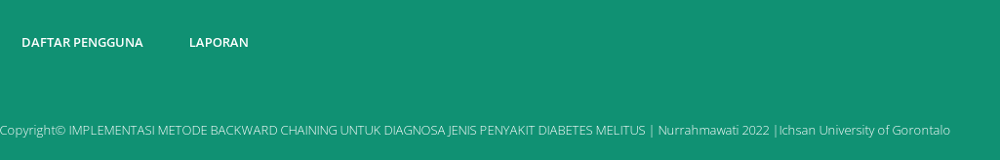 DAFTAR PENGGUNA LAPORAN
Copyright© IMPLEMENTASI METODE BACKWARD CHAINING UNTUK DIAGNOSA JENIS PENYAKIT DIABETES MELITUS | Nurrahmawati 2022 |Ichsan University of Gorontalo